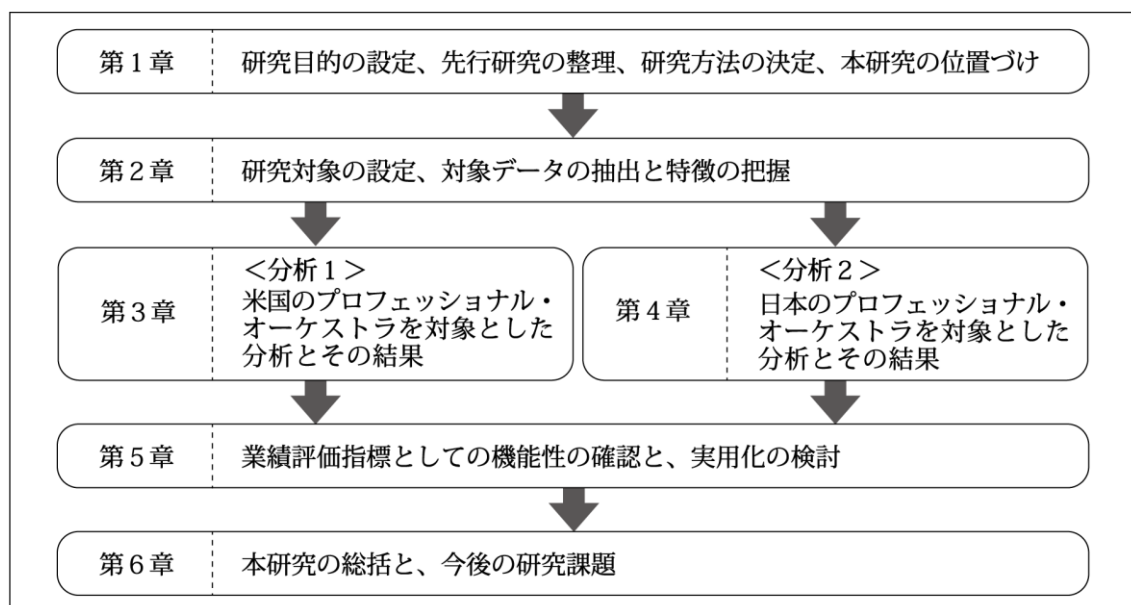 第1章 研究目的の設定、先行研究の整理、研究方法の決定、本研究の位置づけ
第2章 研究対象の設定、対象データの抽出と特徴の把握
第3章
＜分析1＞
米国のプロフェッショナル・
オーケストラを対象とした
分析とその結果
第4章
＜分析2＞
日本のプロフェッショナル・
オーケストラを対象とした
分析とその結果
第5章 業績評価指標としての機能性の確認と、実用化の検討
第6章 本研究の総括と、今後の研究課題